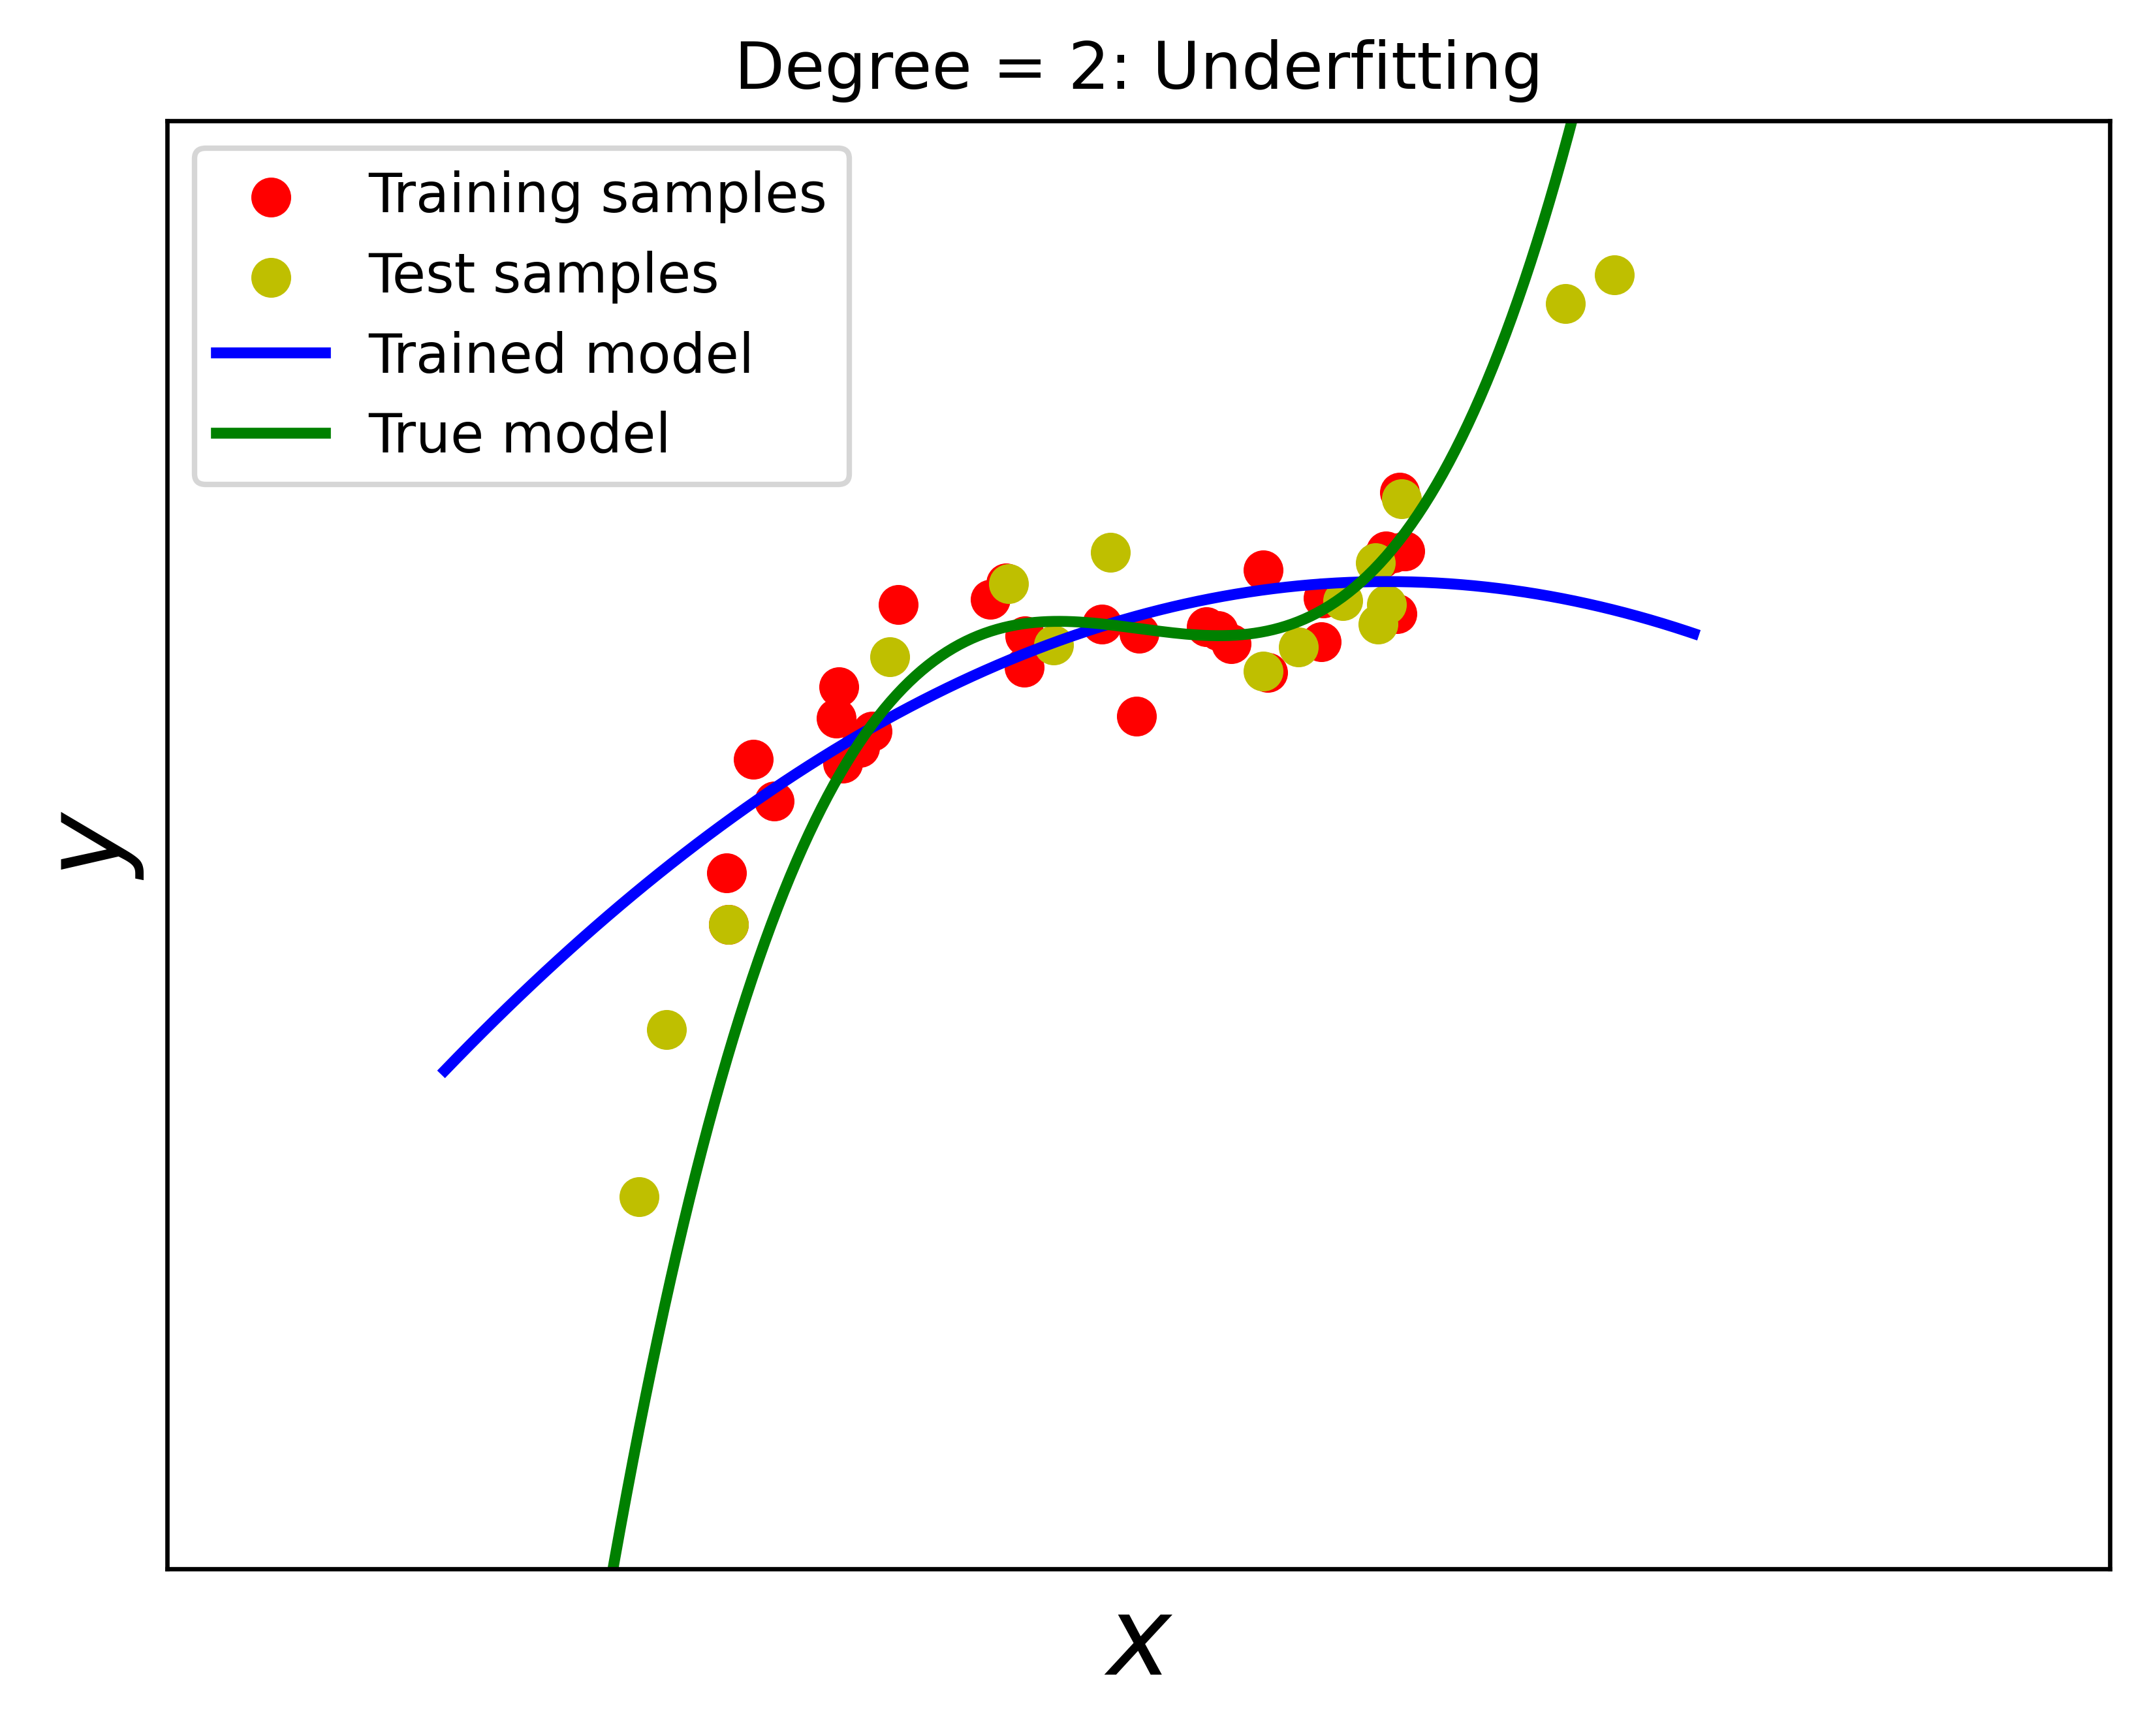 Degree = 2: Underfitting
Training samples
Test samples
Trained model
True model
y
x